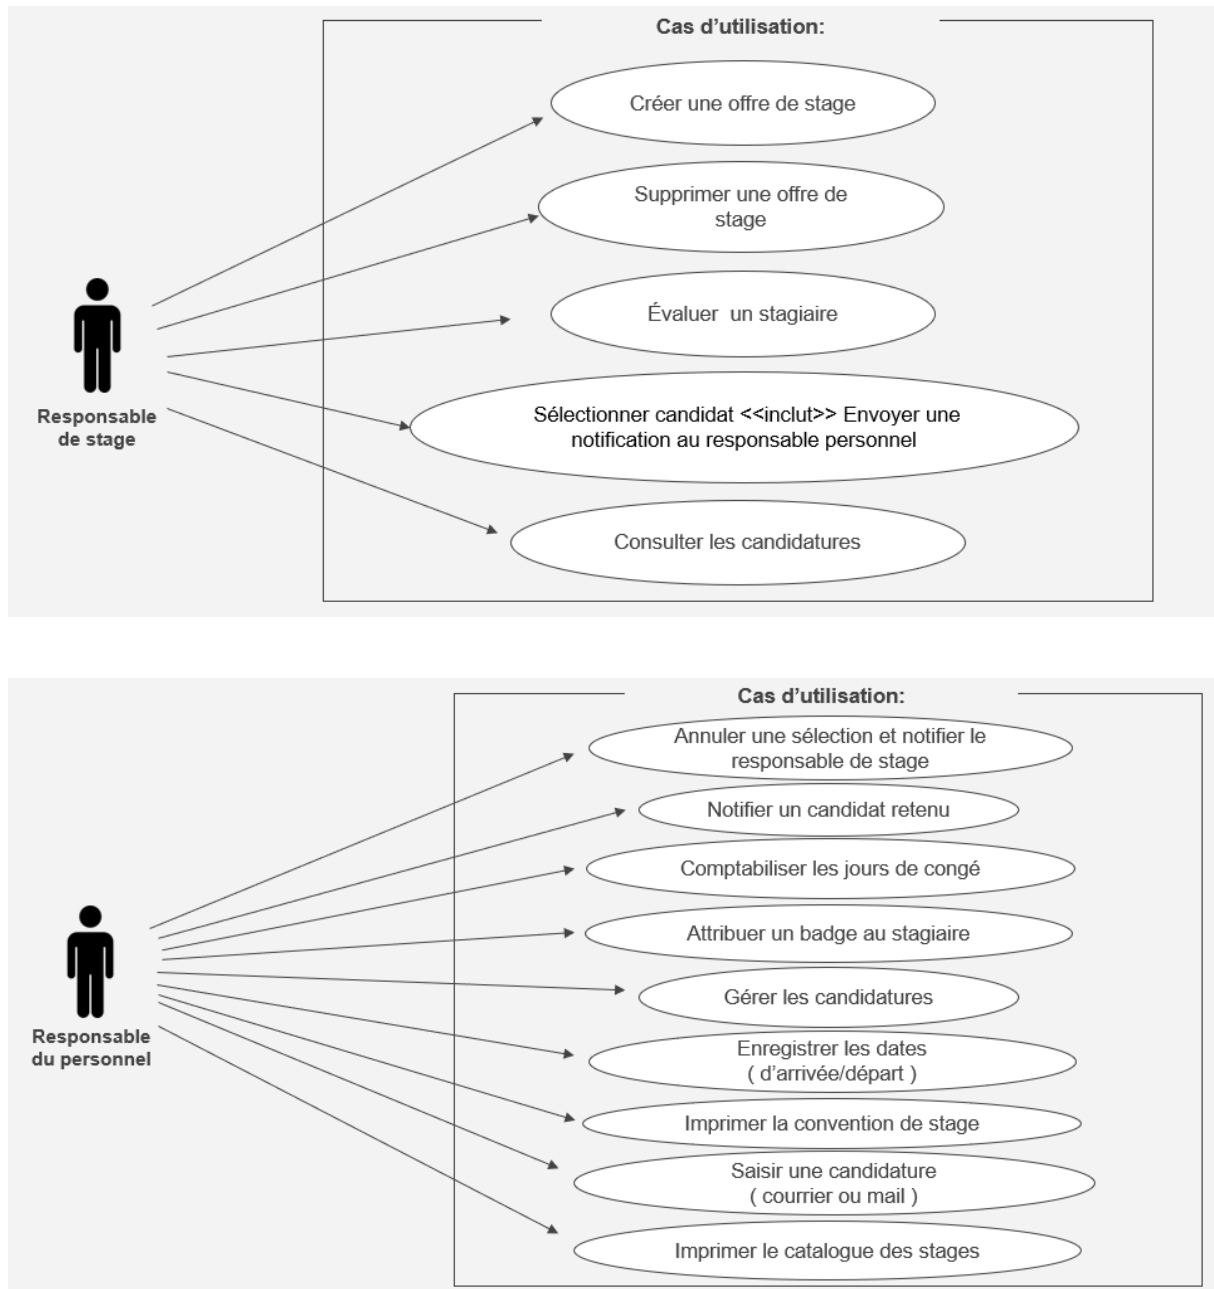 Cas d'utilisation:
Créer une offre de stage
Supprimer une offre de
stage
Évaluer un stagiaire
Sélectionner candidat <<inclut>> Envoyer une
notification au responsable personnel
Consulter les candidatures
Responsable
de stage
Cas d'utilisation:
Annuler une sélection et notifier le
responsable de stage
Notifier un candidat retenu
Comptabiliser les jours de congé
Attribuer un badge au stagiaire
Gérer les candidatures
Enregistrer les dates
( d'arrivée/départ )
Imprimer la convention de stage
Saisir une candidature
( courrier ou mail )
Imprimer le catalogue des stages
Responsable
du personnel